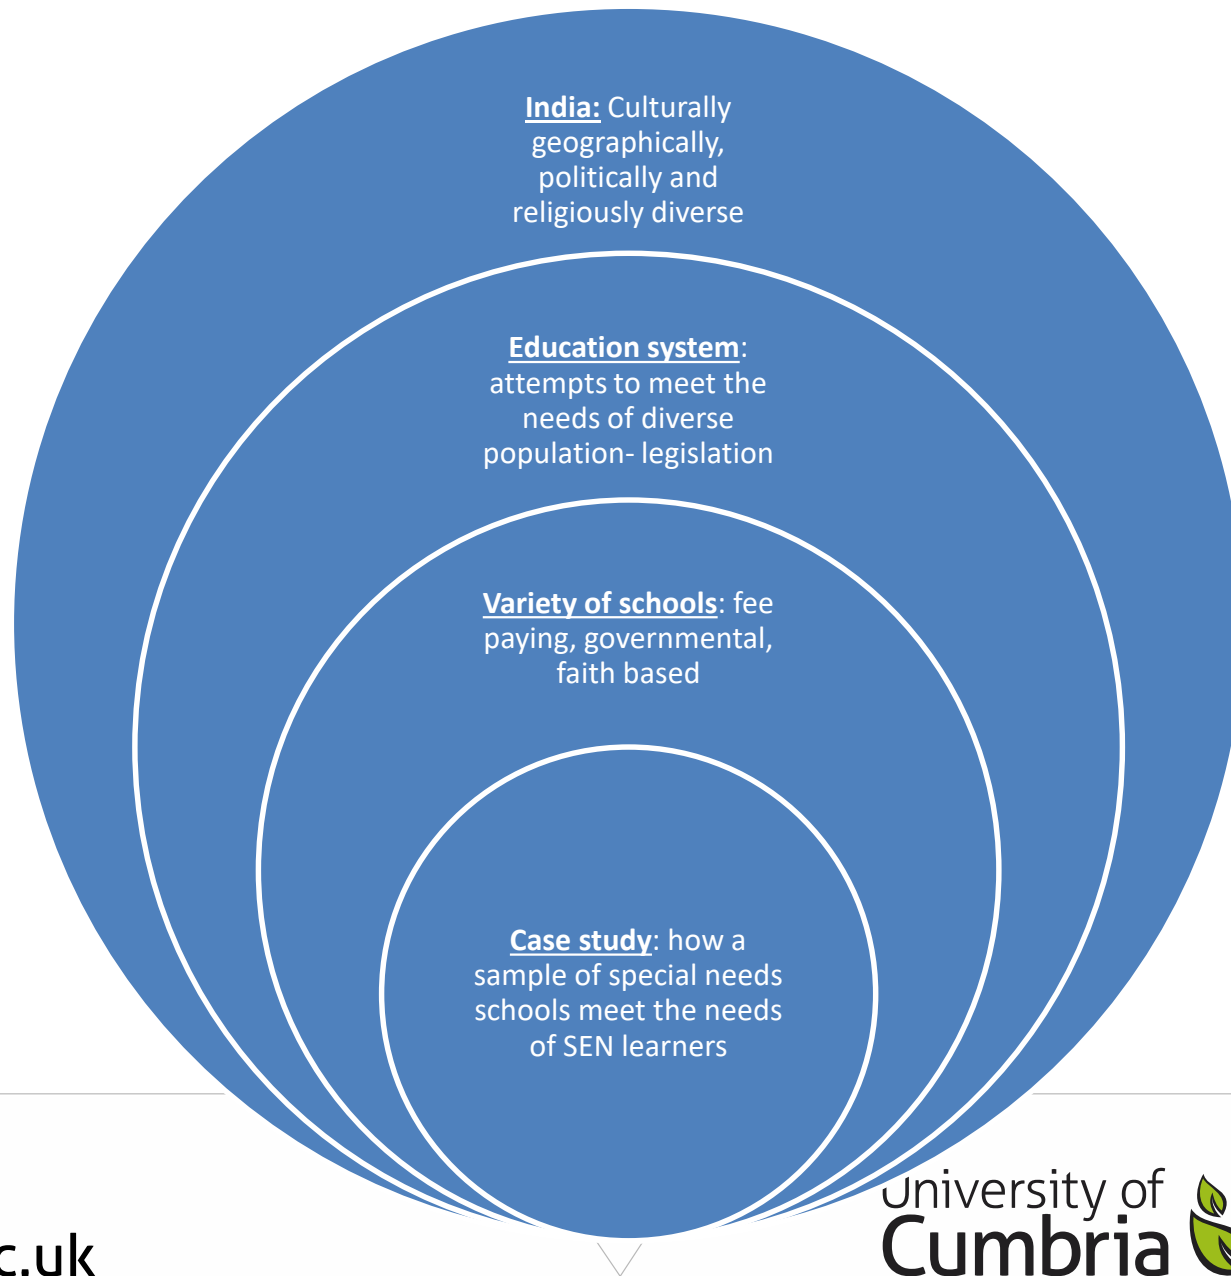 India: Culturally
geographically,
politically and
religiously diverse
Education system:
attempts to meet the
needs of diverse
population- legislation
Variety of schools: fee
paying, governmental,
faith based
Case study: how a
sample of special needs
schools meet the needs
of SEN learners
University of
Cumbria
c.uk